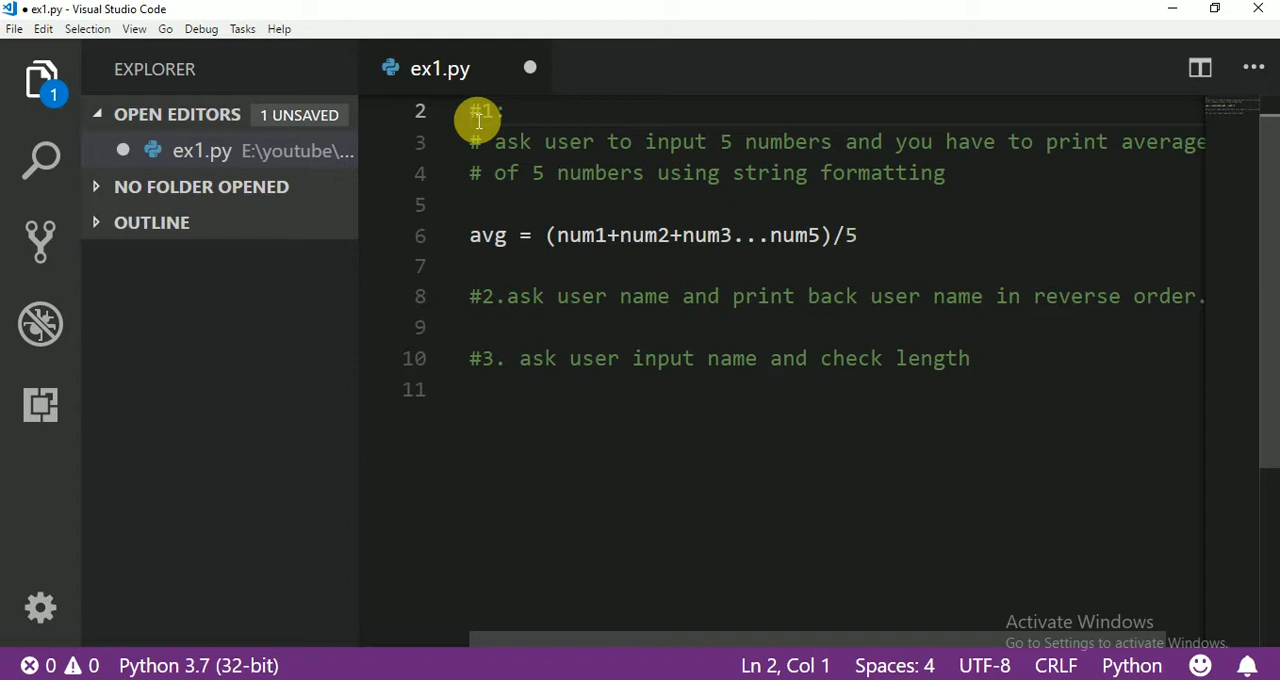 ex1.py - Visual Studio Code
File Edit Selection View Go Debug Tasks Help
EXPLORER
ex1.py
OPEN EDITORS 1 UNSAVED
ex1.py E:\youtube\...
NO FOLDER OPENED
OUTLINE
1
2 #1:
3 # ask user to input 5 numbers and you have to print average
4 # of 5 numbers using string formatting
5
6 avg = (num1+num2+num3...num5)/5
7
8 #2.ask user name and print back user name in reverse order.
9
10 #3. ask user input name and check length
11
Activate Windows
Go to Settings to activate Windows.
0 0 Python 3.7 (32-bit) Ln 2, Col 1 Spaces: 4 UTF-8 CRLF Python